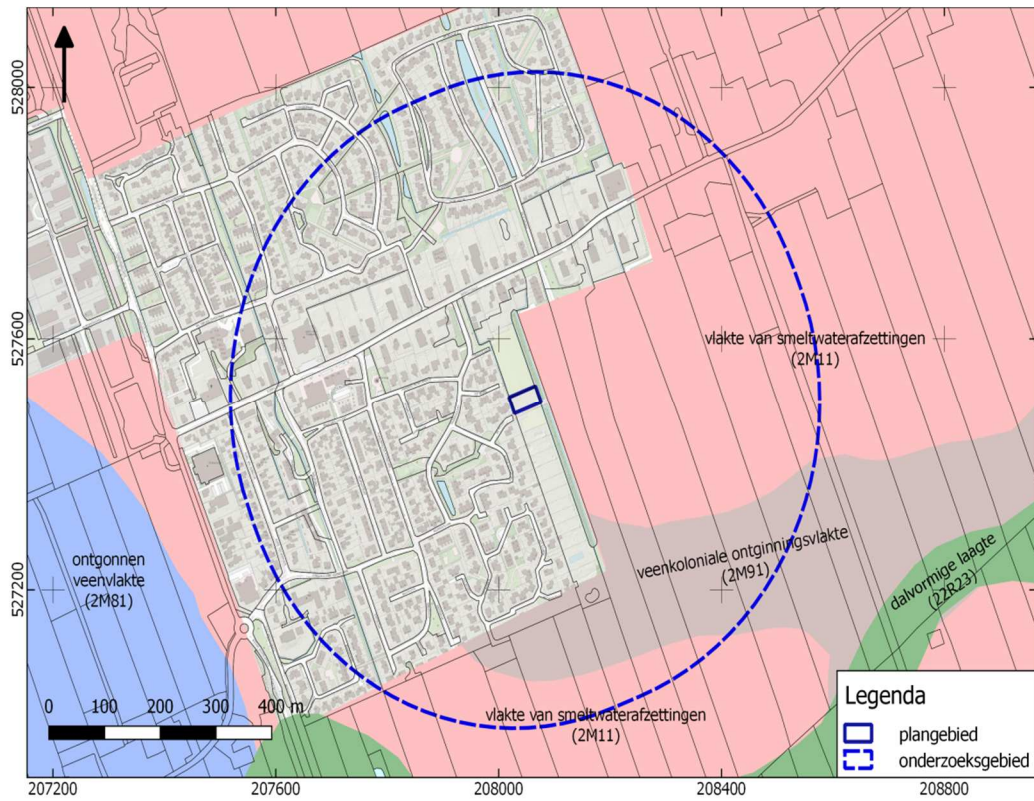 528000
527600
527200
vlakte van smeltwaterafzettingen
(2M11)
ontgonnen
veenvlakte
(2M81)
veenkoloniale ontginningsvlakte
(2M91)
dalvormige laagte
(22R23)
vlakte van smeltwaterafzettingen
(2M11)
0 100 200 300 400 m
Legenda
plangebied
onderzoeksgebied
207200 207600 208000 208400 208800